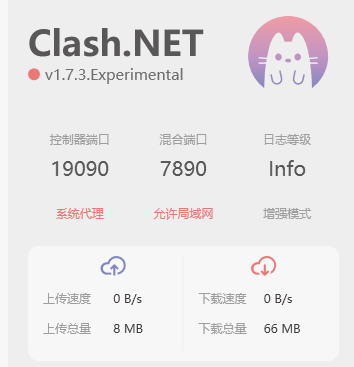 Clash.NET
v1.7.3.Experimental
控制器端口 混合端口 日志等级
19090 7890 Info
系统代理 允许局域网 增强模式
上传速度 0 B/s 下载速度 0 B/s
上传总量 8 MB 下载总量 66 MB